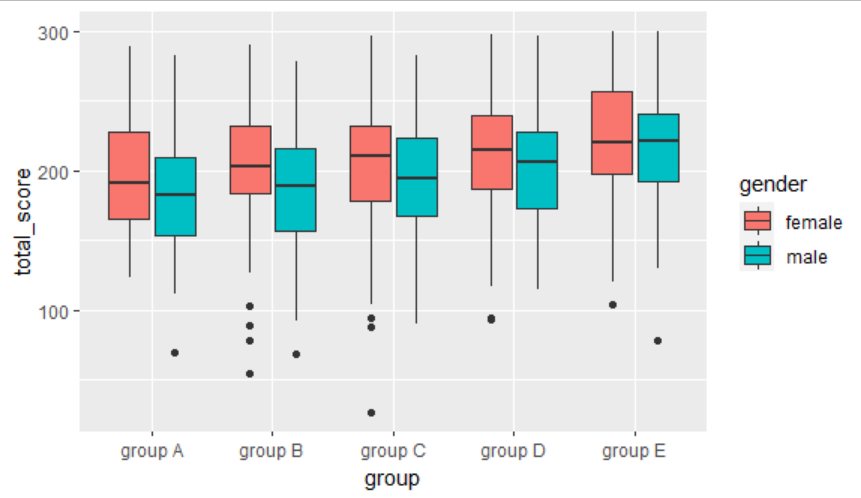 300
200
100
total_score
group A
group B
group C
group D
group E
group
gender
female
male